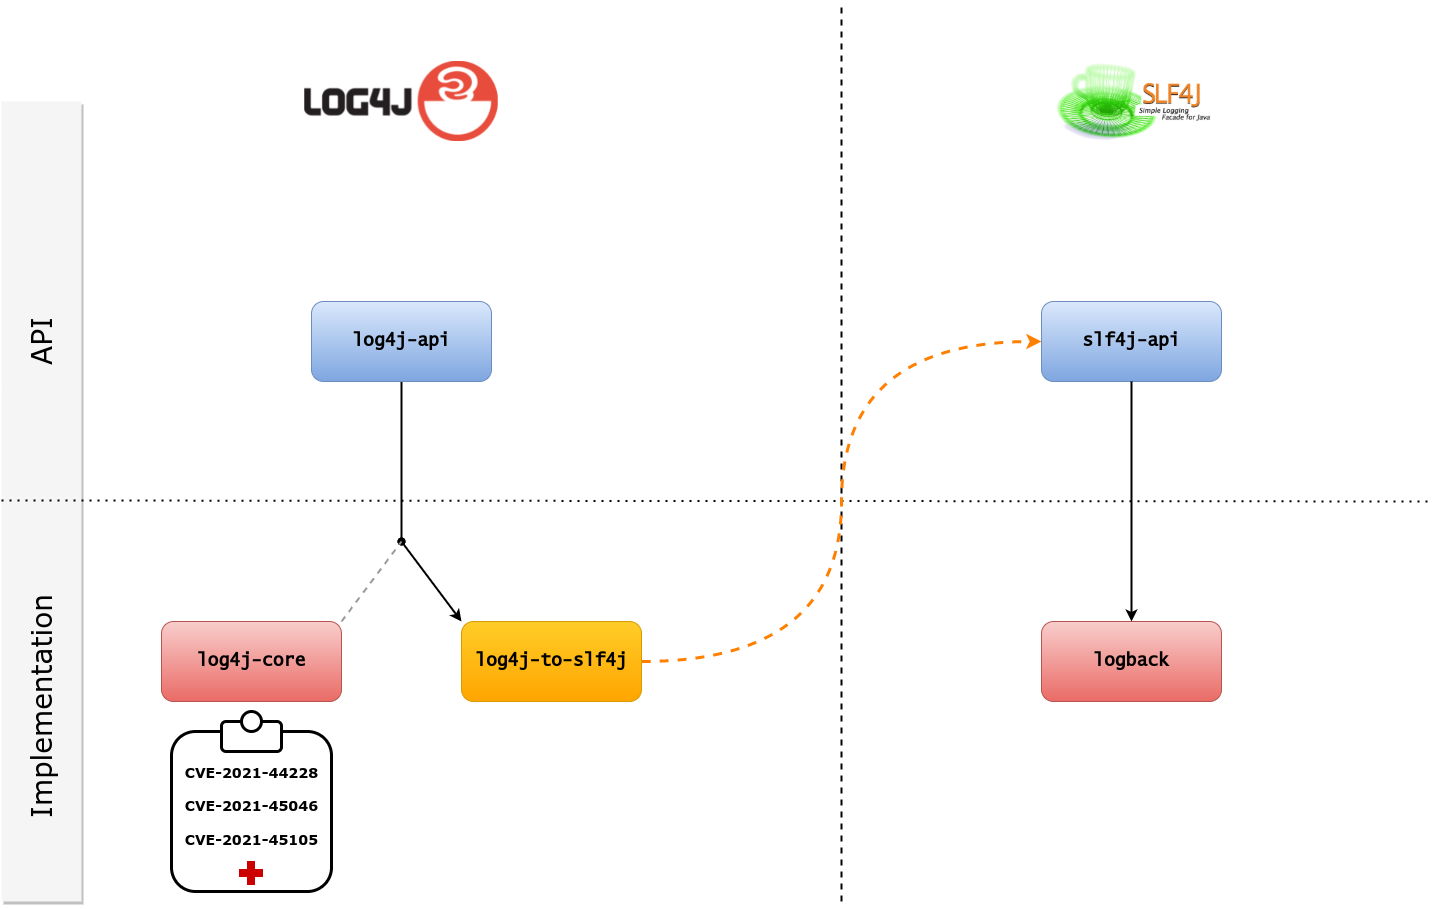 LOG4J
SLF4J
Simple Logging
Facade for Java
API
log4j-api
slf4j-api
Implementation
log4j-core
log4j-to-slf4j
logback
CVE-2021-44228
CVE-2021-45046
CVE-2021-45105